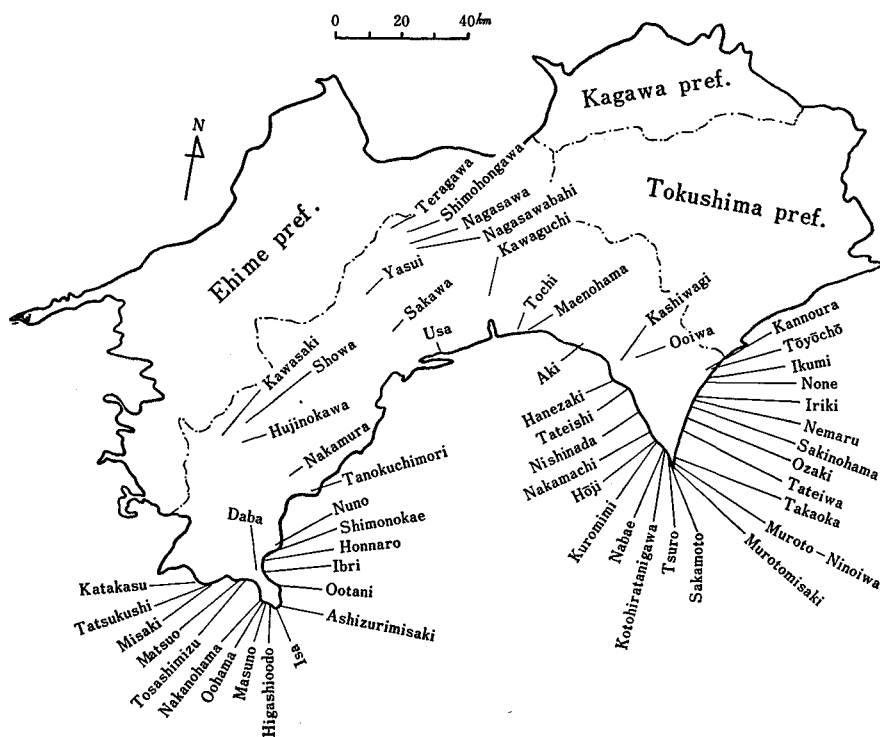 0 20 40 km
Kagawa pref.
N
Tokushima pref.
Ehime pref.
Teragawa
Shimohongawa
Nagasawa
Nagasawabahi
Kawaguchi
Yasui
Sakawa
Usa
Tochi
Maenohama
Kashiwagi
Ooiwa
Aki
Kannoura
Tōyōchō
Ikumi
None
Iriki
Nemaru
Sakinohama
Ozaki
Tateiwa
Takaoka
Muroto-Ninoiwa
Murotomisaki
Sakamoto
Tsuro
Kotohiratanigawa
Nabae
Kuromimi
Hōji
Nakamachi
Nishinada
Tateishi
Hanezaki
Kawasaki
Showa
Hujinokawa
Nakamura
Tanokuchimori
Nuno
Shimonokae
Honnaro
Ibri
Ootani
Ashizurimisaki
Daba
Katakasu
Tatsukushi
Misaki
Matsuo
Tosashimizu
Nakanohama
Oohama
Masuno
Higashioodo
Isa